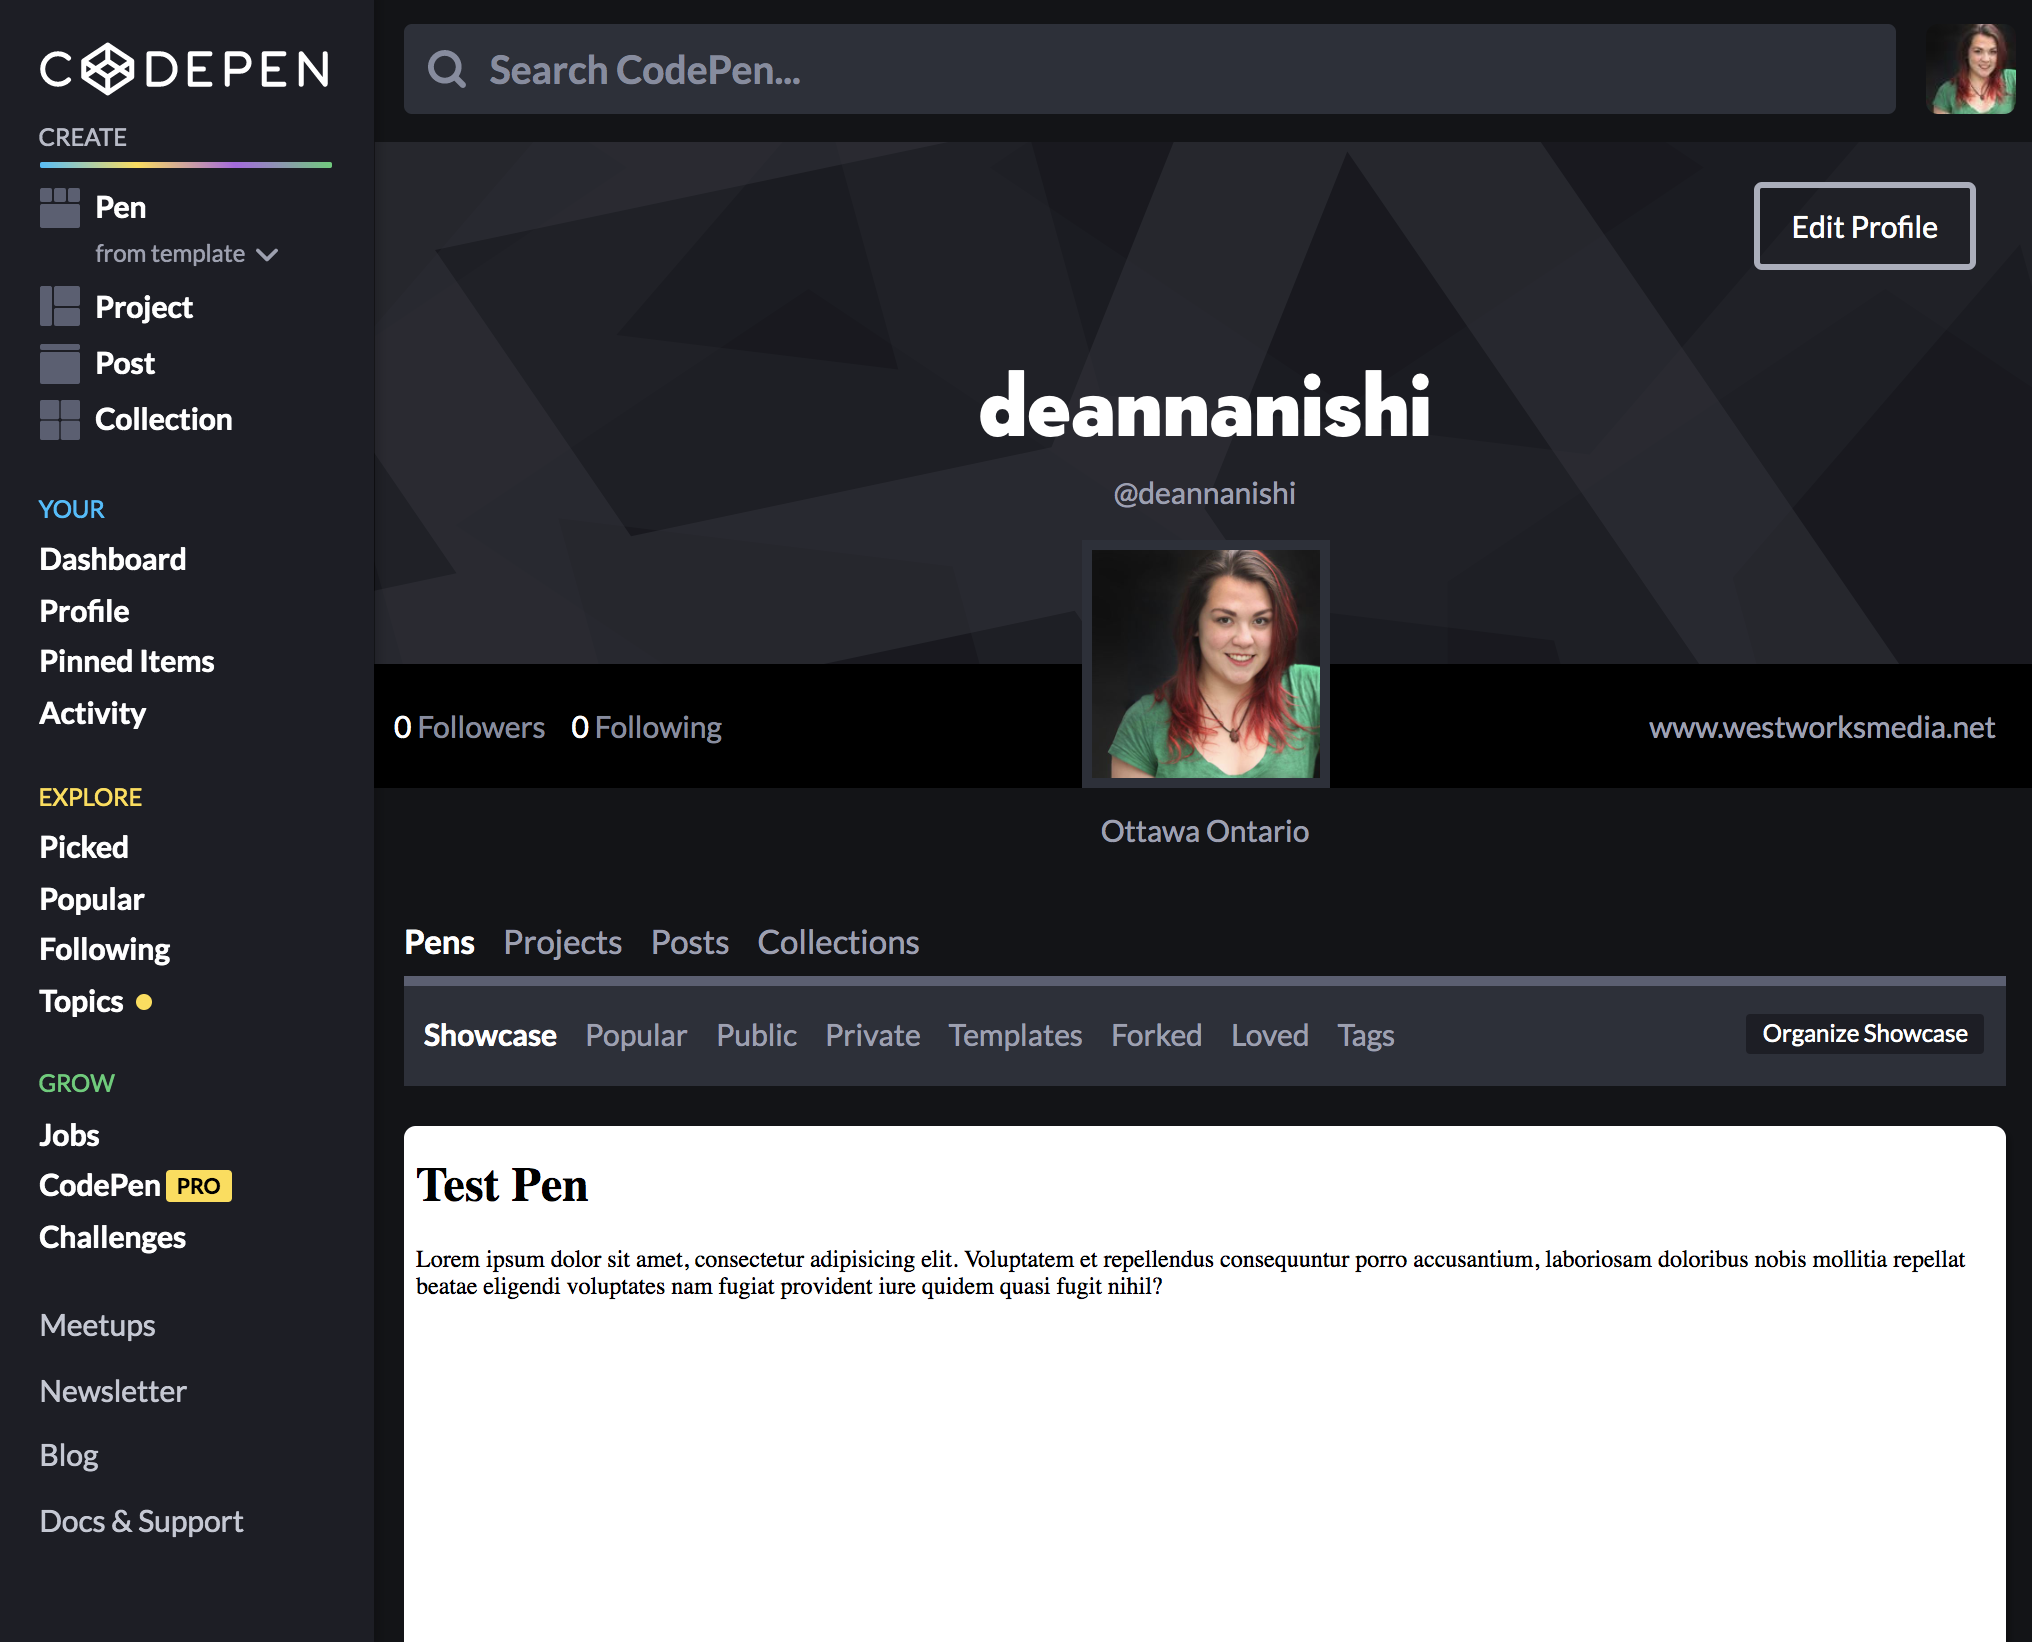 CODEPEN
CREATE
Pen
from template
Project
Post
Collection
YOUR
Dashboard
Profile
Pinned Items
Activity
EXPLORE
Picked
Popular
Following
Topics
GROW
Jobs
CodePen PRO
Challenges
Meetups
Newsletter
Blog
Docs & Support
Search CodePen...
Edit Profile
deannanishi
@deannanishi
0 Followers 0 Following
www.westworksmedia.net
Ottawa Ontario
Pens Projects Posts Collections
Showcase Popular Public Private Templates Forked Loved Tags Organize Showcase
Test Pen
Lorem ipsum dolor sit amet, consectetur adipisicing elit. Voluptatem et repellendus consequuntur porro accusantium, laboriosam doloribus nobis mollitia repellat
beatae eligendi voluptates nam fugiat provident iure quidem quasi fugit nihil?